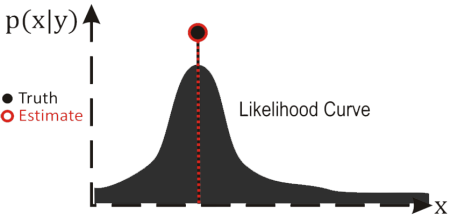 p(x|y)
Truth
Estimate
Likelihood Curve
x